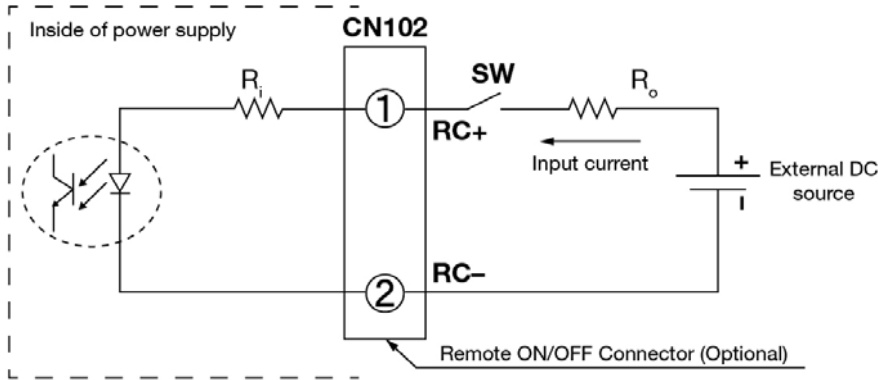 Inside of power supply
CN102
Ri
1
SW
Ro
RC+
Input current
+
External DC
source
−
RC−
2
Remote ON/OFF Connector (Optional)